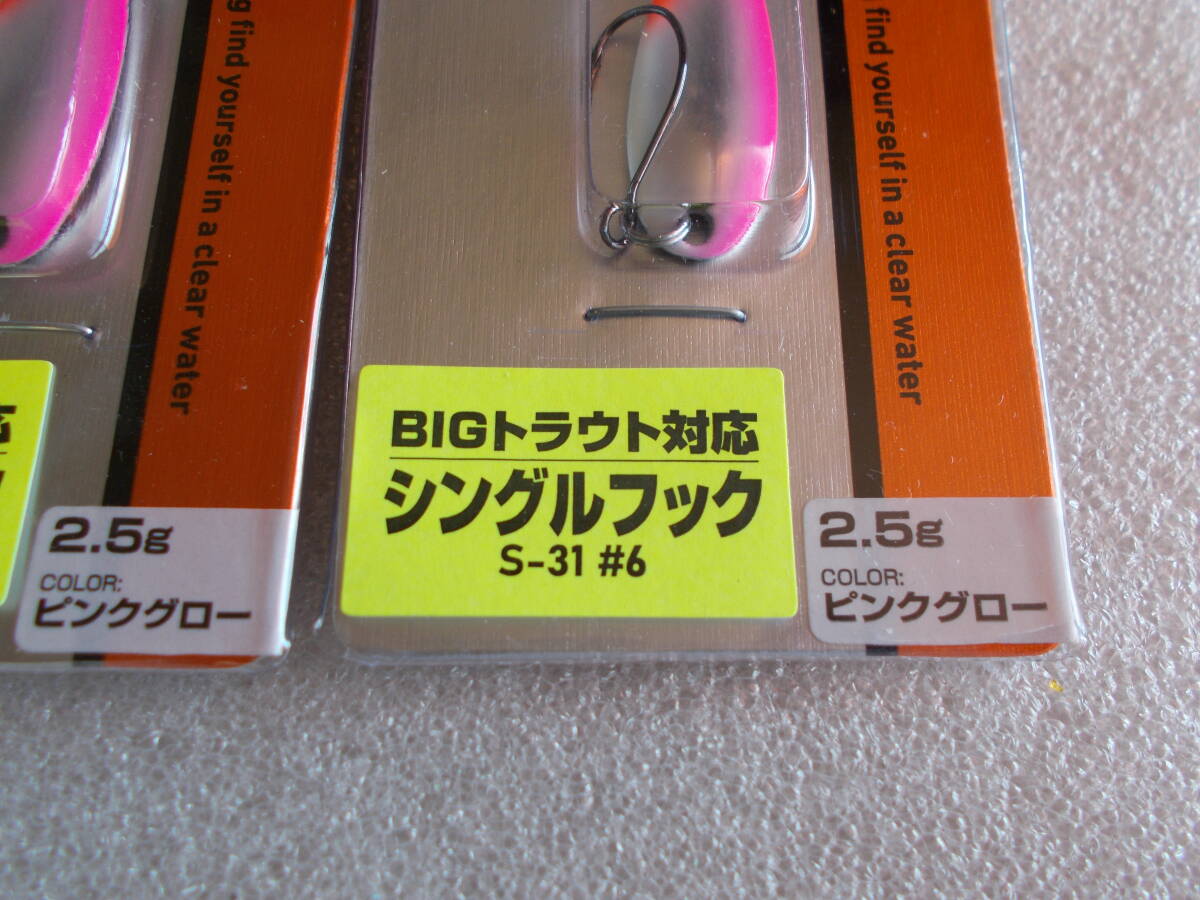 find yourself in a clear water
応
2.5g
COLOR:
ピンクグロー
find yourself in a clear water
BIGトラウト対応
シングルフック
S-31 #6
2.5g
COLOR:
ピンクグロー